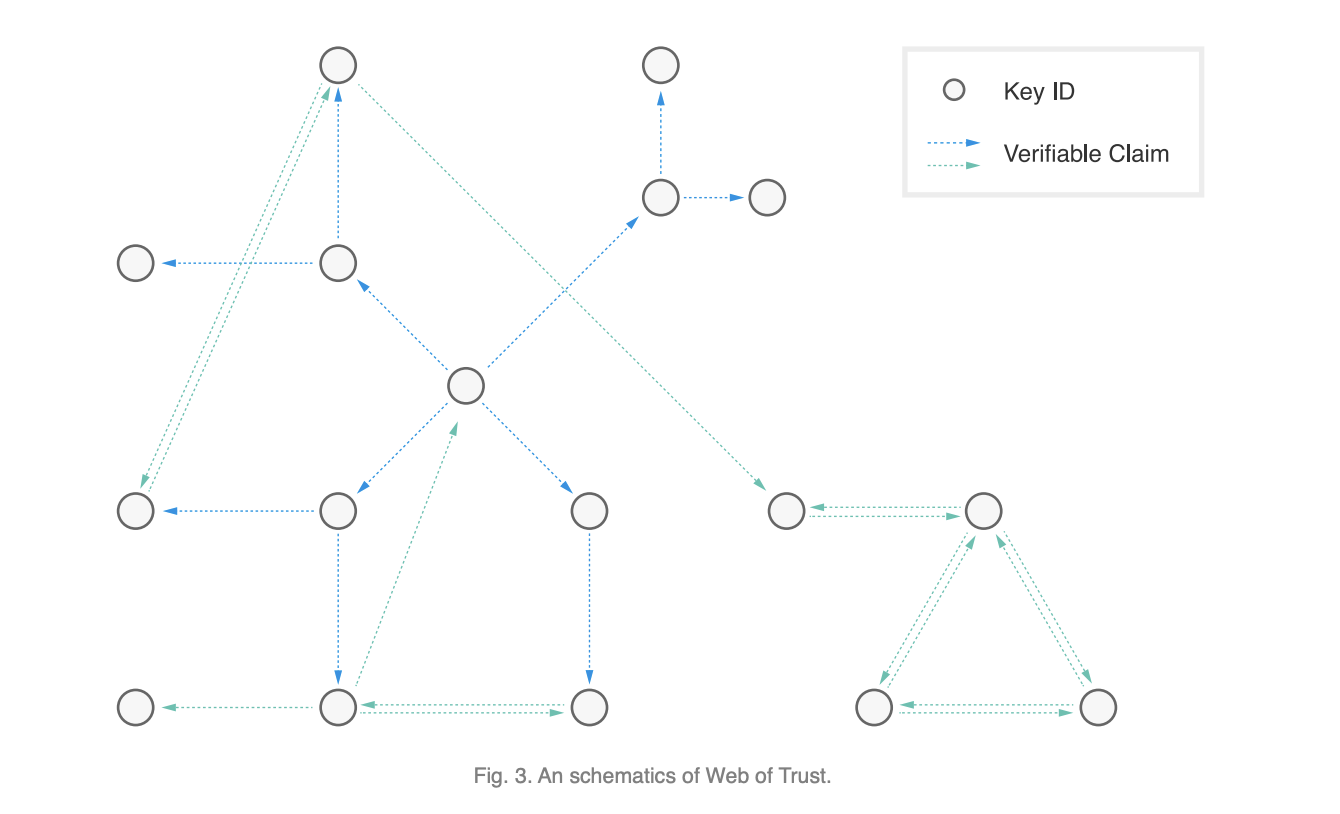 Key ID
Verifiable Claim
Fig. 3. An schematics of Web of Trust.